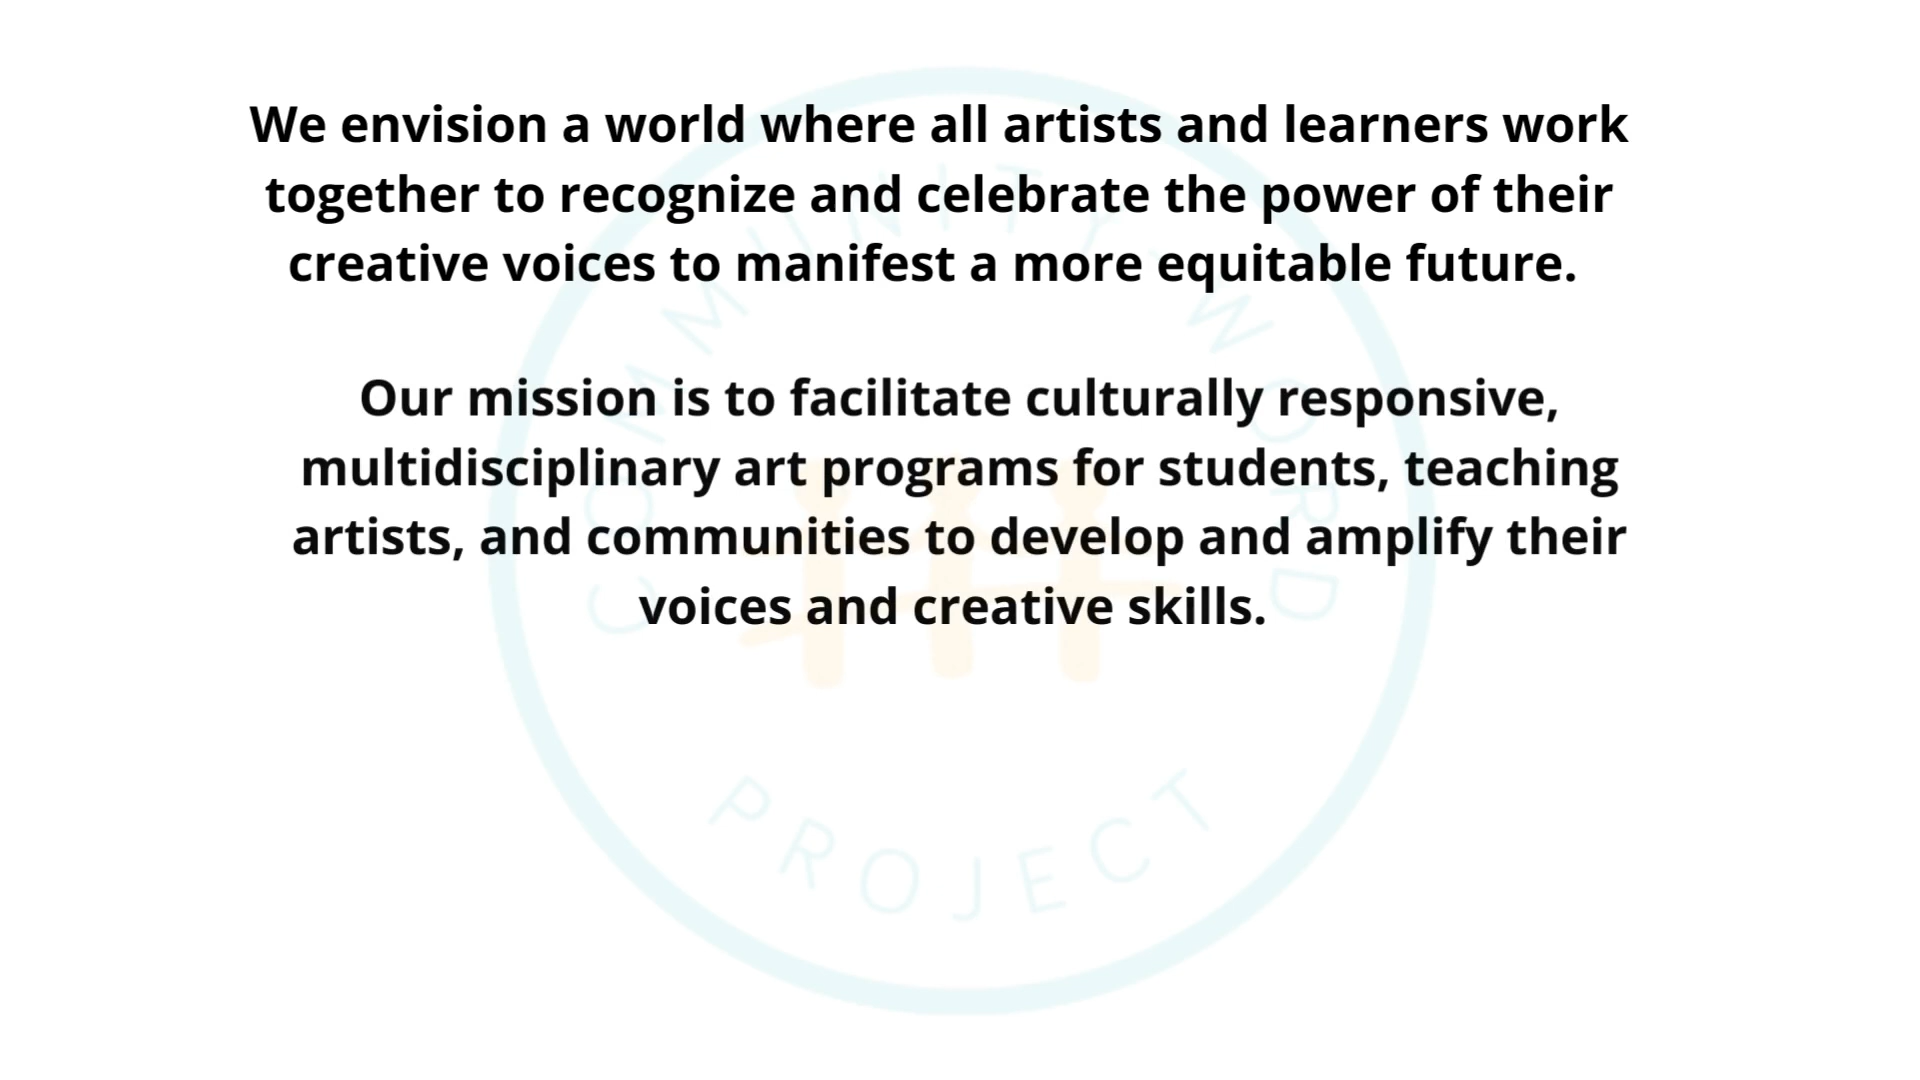 We envision a world where all artists and learners work
together to recognize and celebrate the power of their
creative voices to manifest a more equitable future.
Our mission is to facilitate culturally responsive,
multidisciplinary art programs for students, teaching
artists, and communities to develop and amplify their
voices and creative skills.
COMMUNITY-WORD
PROJECT